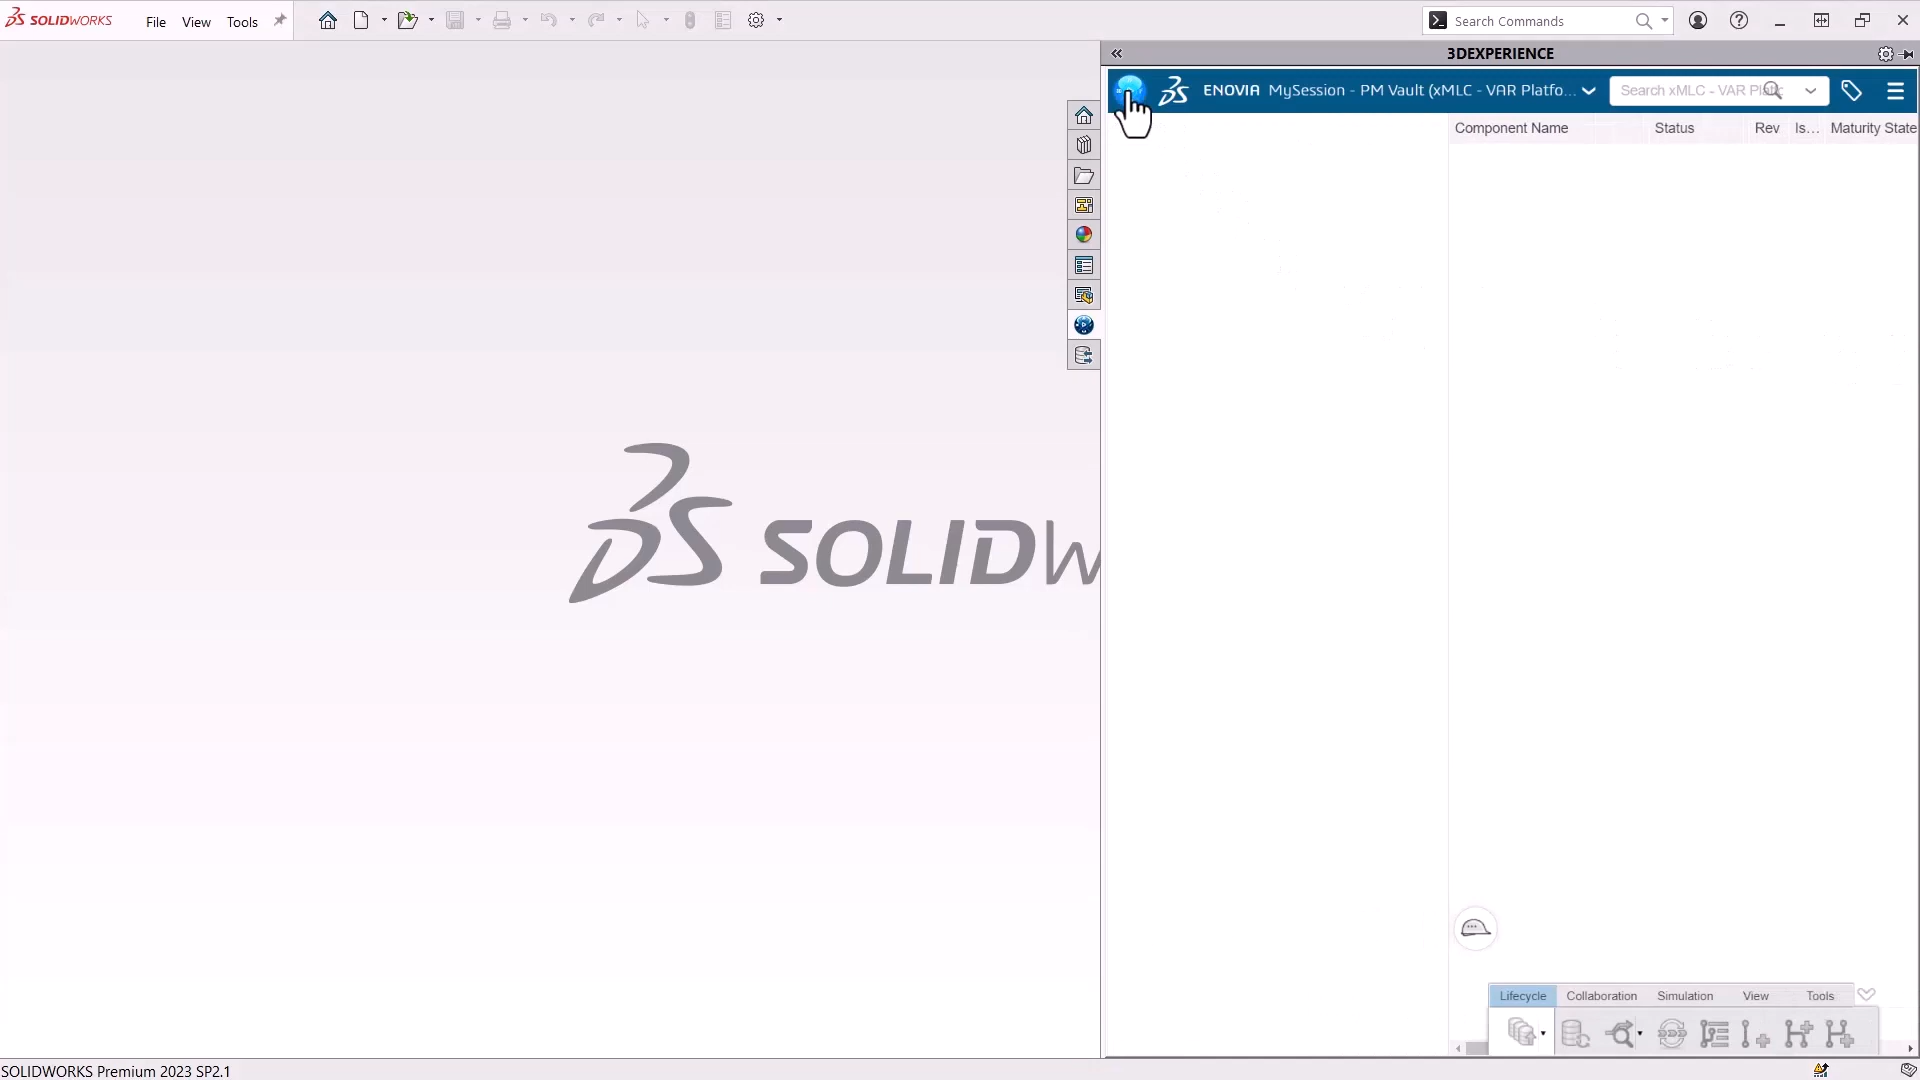 SOLIDWORKS File View Tools Search Commands
3DEXPERIENCE
ENOVIA MySession - PM Vault (xMLC - VAR Platfo... Search xMLC - VAR
Component Name Status Rev Is... Maturity State
SOLIDW
Lifecycle Collaboration Simulation View Tools
SOLIDWORKS Premium 2023 SP2.1